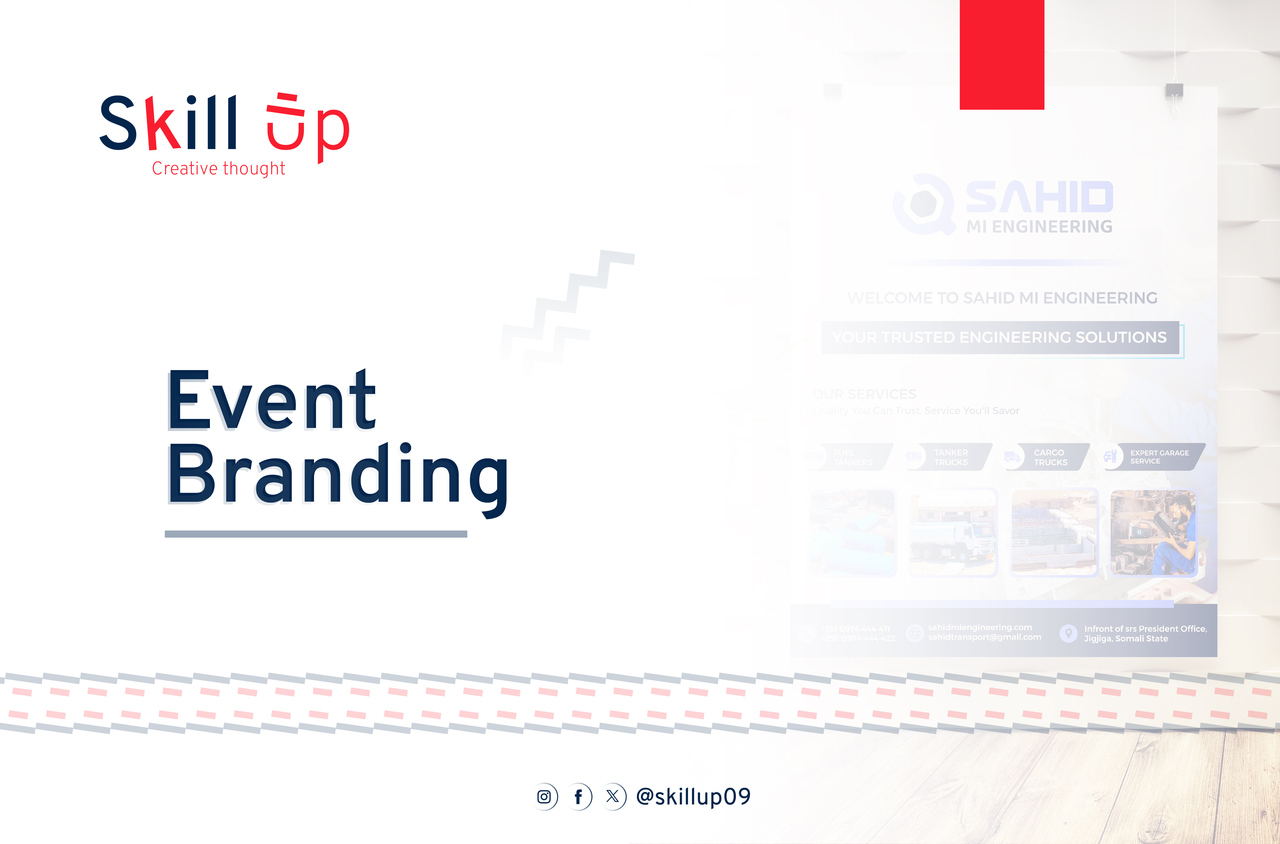 Skill Up
Creative thought
Event
Branding
SAHID
MI ENGINEERING
WELCOME TO SAHID MI ENGINEERING
YOUR TRUSTED ENGINEERING SOLUTIONS
OUR SERVICES
You Can Trust, Service You'll Savor
TANKER
TRUCKS
CARGO
TRUCKS
EXPERT GARAGE
SERVICE
sahidmiengineering.com
sahidtransport@gmail.com
Infront of srs President Office,
Jigjiga, Somali State
@skillup09